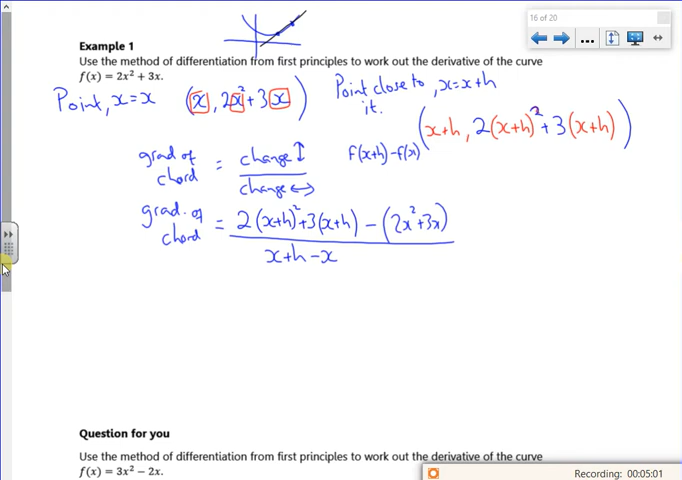 16 of 20
Example 1
Use the method of differentiation from first principles to work out the derivative of the curve
f(x) = 2x² + 3x.
Point, x=x (x, 2x² + 3x)
Point close to it. , x=x+h
(x+h, 2(x+h)² + 3(x+h))
grad of chord = change↕ / change↔
f(x+h) - f(x)
grad. of chord = 2(x+h)² + 3(x+h) - (2x² + 3x) / x+h-x
Question for you
Use the method of differentiation from first principles to work out the derivative of the curve
f(x) = 3x² – 2x.
Recording: 00:05:01